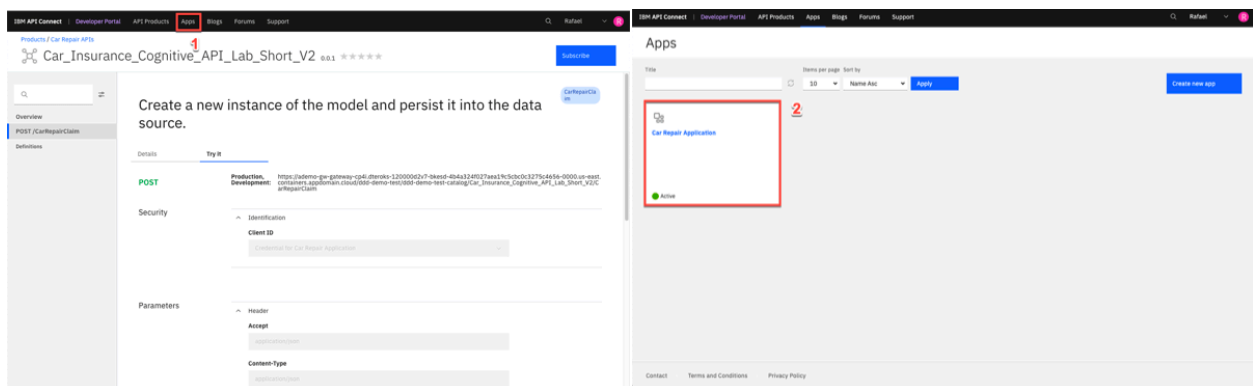 IBM API Connect | Developer Portal API Products Apps Blogs Forums Support Rafael R
1
Products / Car Repair APIs
Car_Insurance_Cognitive_API_Lab_Short_V2 0.0.1
Subscribe
Overview
POST /CarRepairClaim
Definitions
Create a new instance of the model and persist it into the data
source.
CarRepairCla
im
Details Try it
POST
Production,
Development:
https://ademo-gw-gateway-cp4i.dteroks-120000d2v7-bkesd-4b4a324f027aea19c5cbc0c3275c4656-0000.us-east.
containers.appdomain.cloud/ddd-demo-test/ddd-demo-test-catalog/Car_Insurance_Cognitive_API_Lab_Short_V2/C
arRepairClaim
Security
Identification
Client ID
Credential for Car Repair Application
Parameters
Header
Accept
application/json
Content-Type
application/json
IBM API Connect | Developer Portal API Products Apps Blogs Forums Support Rafael R
Apps
Title Items per page Sort by
10 Name Asc Apply
Create new app
2
Car Repair Application
Active
Contact Terms and Conditions Privacy Policy